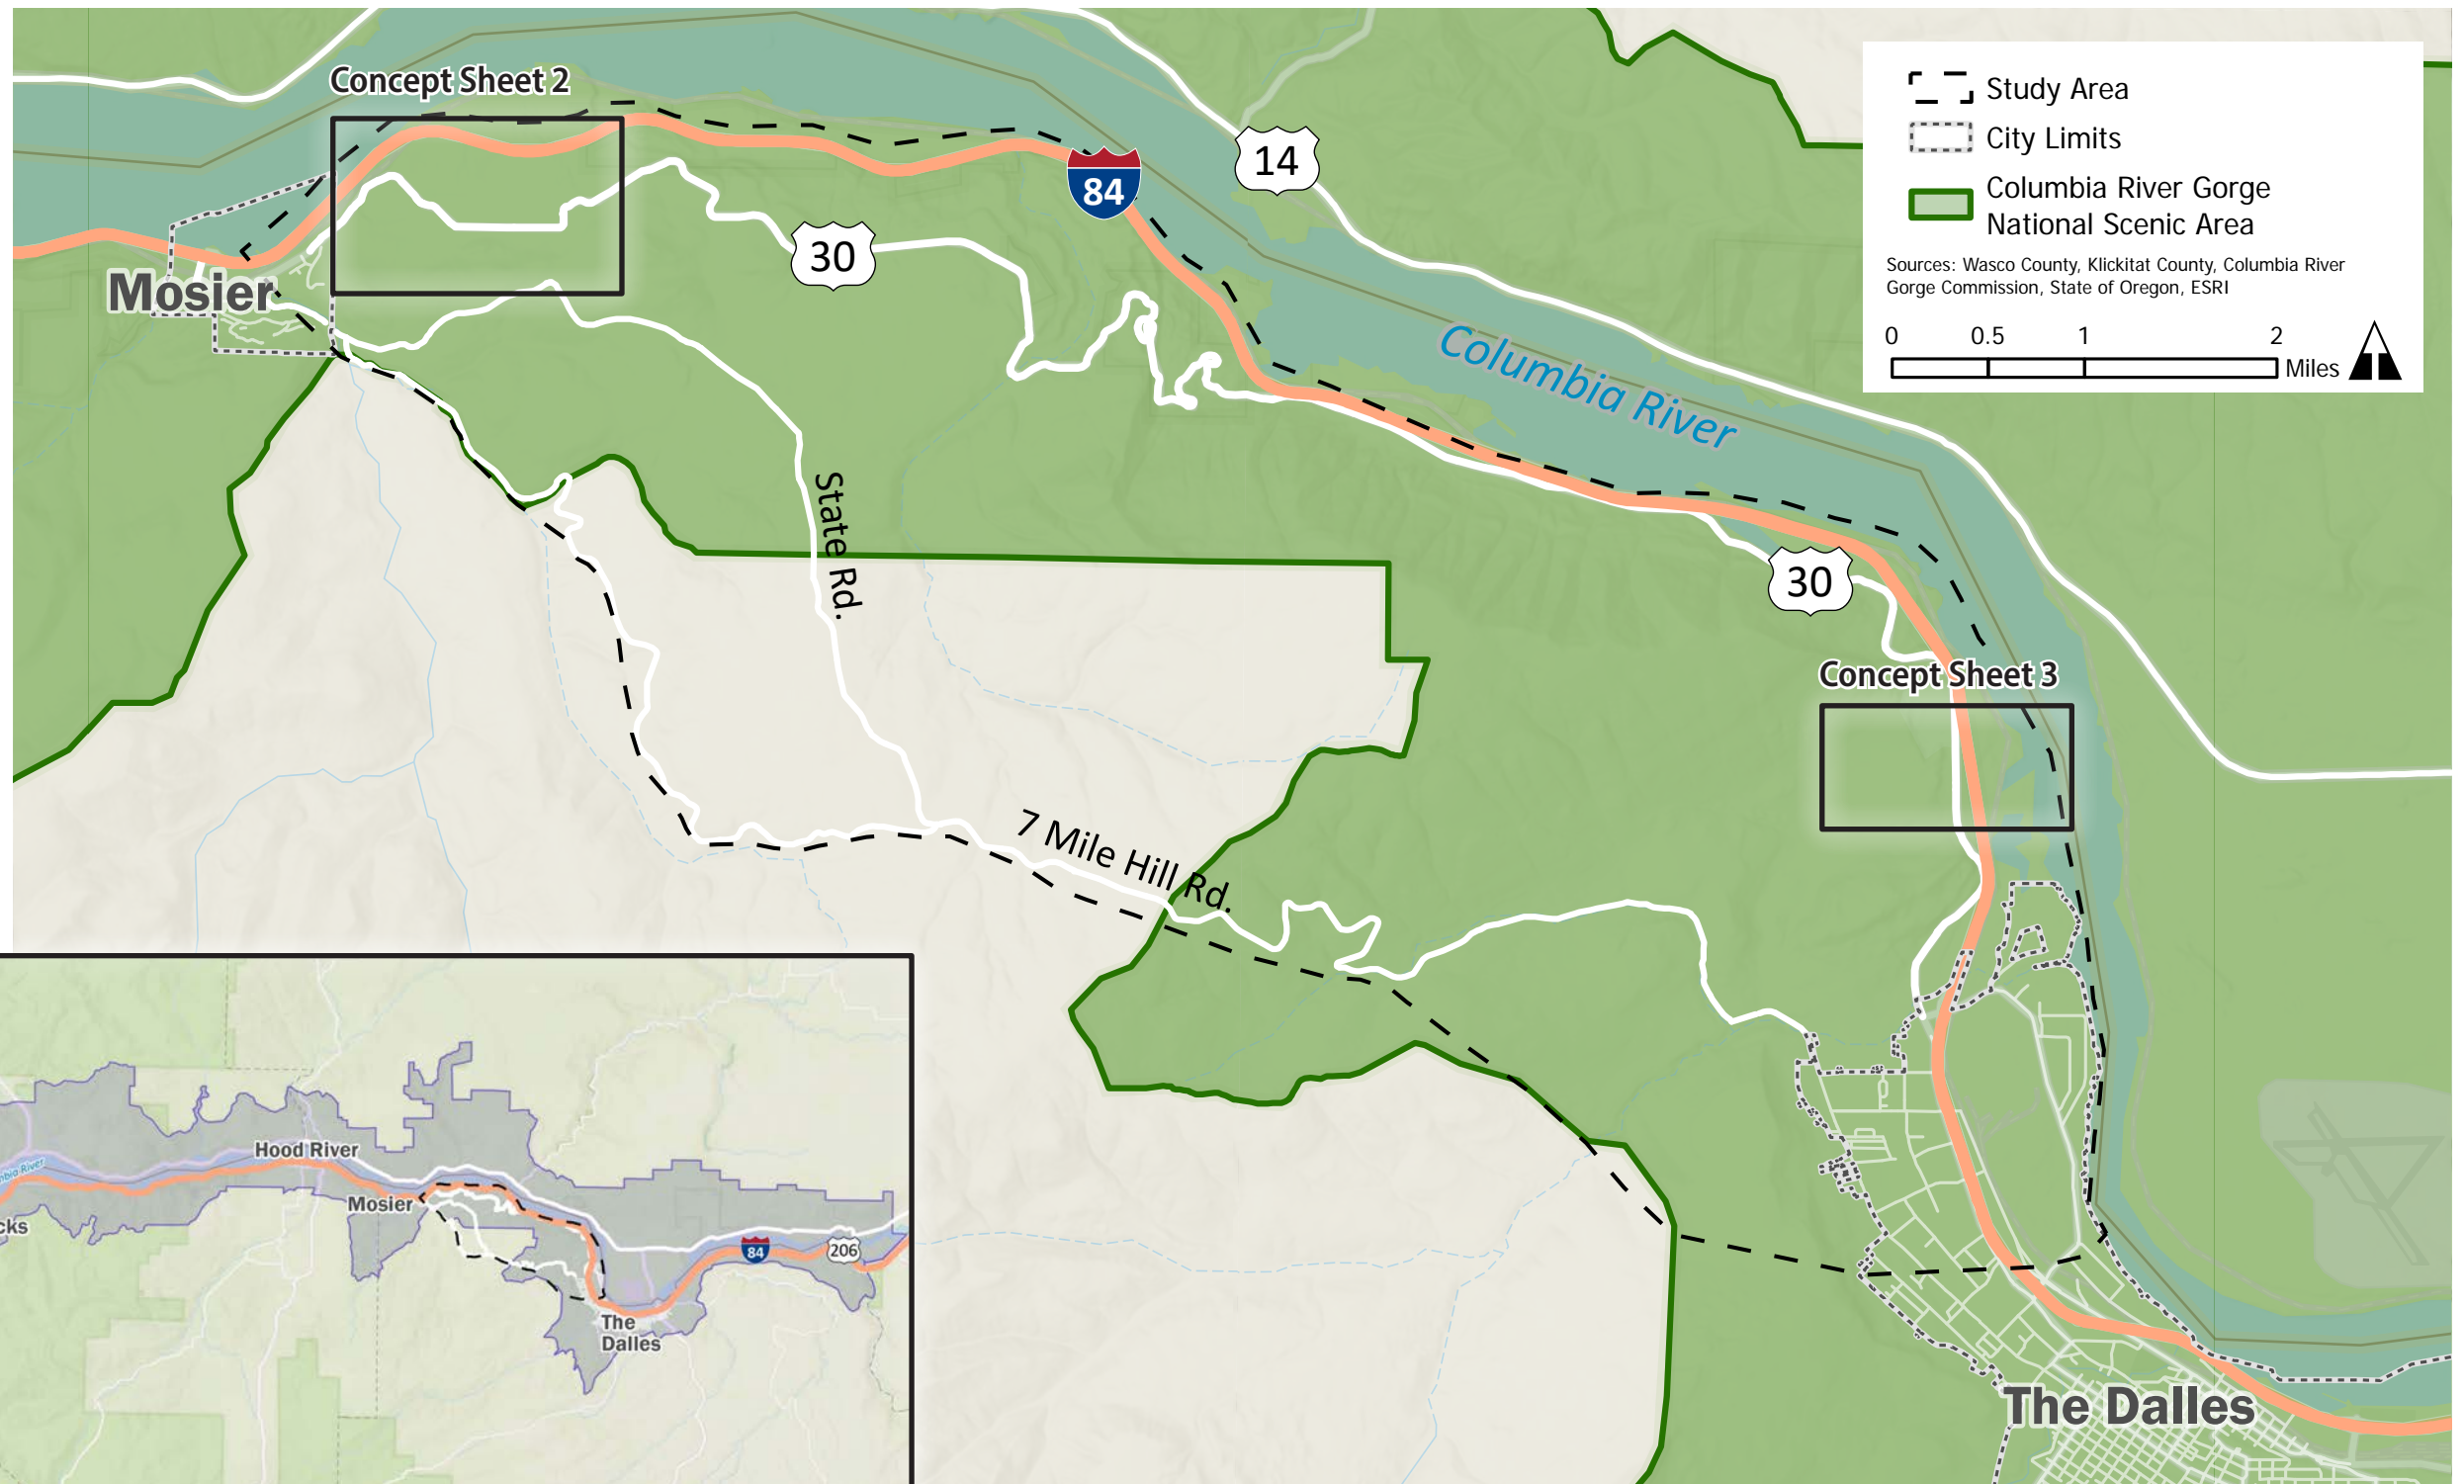 Concept Sheet 2
14
84
30
Mosier
Columbia River
State Rd.
30
Concept Sheet 3
7 Mile Hill Rd.
The Dalles
Study Area
City Limits
Columbia River Gorge
National Scenic Area
Sources: Wasco County, Klickitat County, Columbia River
Gorge Commission, State of Oregon, ESRI
0 0.5 1 2
Miles
Hood River
mbia River
Mosier
cks
84
206
The
Dalles